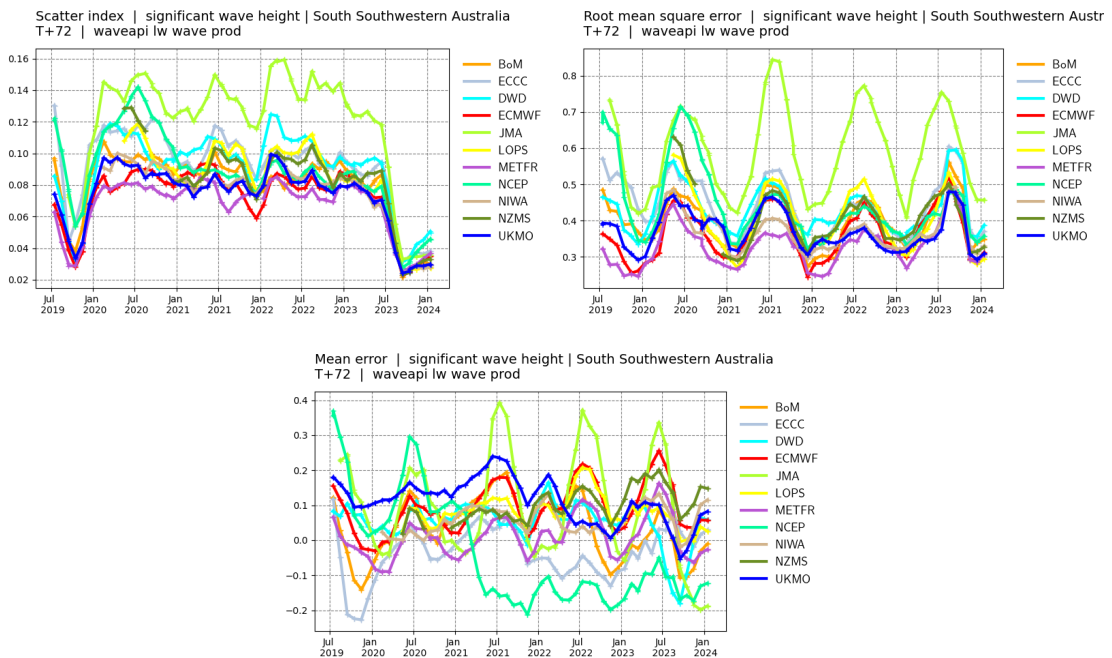 Scatter index | significant wave height | South Southwestern Australia
T+72 | waveapi lw wave prod
0.16
0.14
0.12
0.10
0.08
0.06
0.04
0.02
Jul 2019
Jan 2020
Jul 2020
Jan 2021
Jul 2021
Jan 2022
Jul 2022
Jan 2023
Jul 2023
Jan 2024
BoM
ECCC
DWD
ECMWF
JMA
LOPS
METFR
NCEP
NIWA
NZMS
UKMO
Root mean square error | significant wave height | South Southwestern Austr
T+72 | waveapi lw wave prod
0.8
0.7
0.6
0.5
0.4
0.3
Jul 2019
Jan 2020
Jul 2020
Jan 2021
Jul 2021
Jan 2022
Jul 2022
Jan 2023
Jul 2023
Jan 2024
BoM
ECCC
DWD
ECMWF
JMA
LOPS
METFR
NCEP
NIWA
NZMS
UKMO
Mean error | significant wave height | South Southwestern Australia
T+72 | waveapi lw wave prod
0.4
0.3
0.2
0.1
0.0
−0.1
−0.2
Jul 2019
Jan 2020
Jul 2020
Jan 2021
Jul 2021
Jan 2022
Jul 2022
Jan 2023
Jul 2023
Jan 2024
BoM
ECCC
DWD
ECMWF
JMA
LOPS
METFR
NCEP
NIWA
NZMS
UKMO